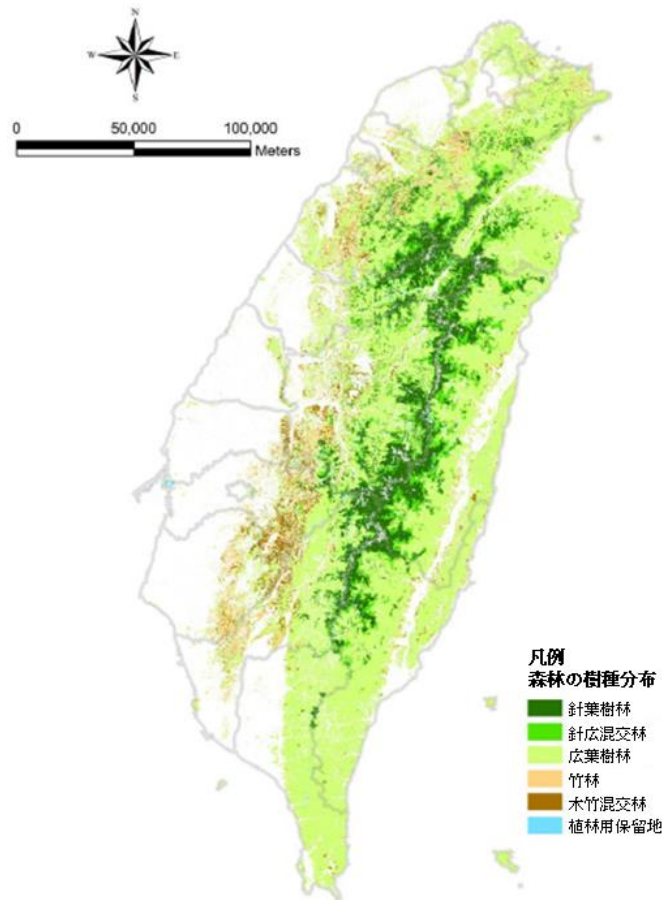 N
W E
S
0 50,000 100,000
Meters
凡例
森林の樹種分布
針葉樹林
針広混交林
広葉樹林
竹林
木竹混交林
植林用保留地